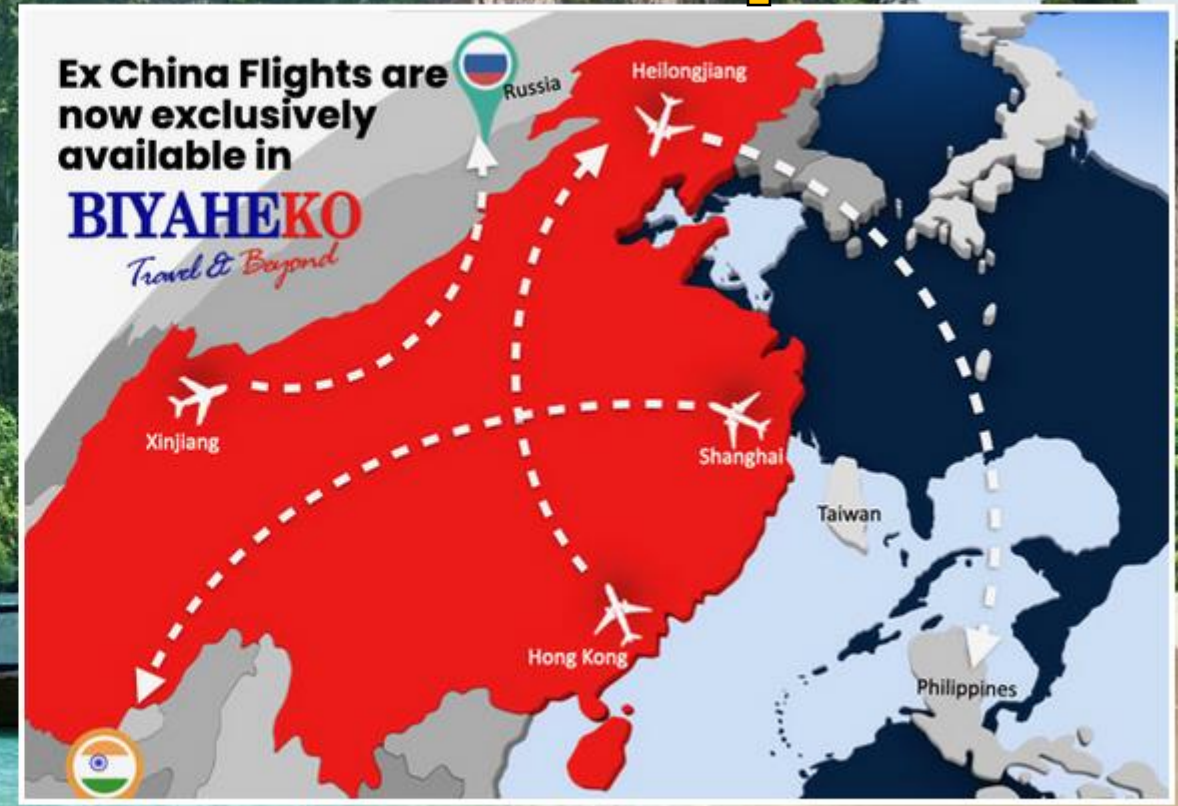 Ex China Flights are
now exclusively
available in
BIYAHEKO
Travel & Beyond
Russia
Heilongjiang
Xinjiang
Shanghai
Taiwan
Hong Kong
Philippines